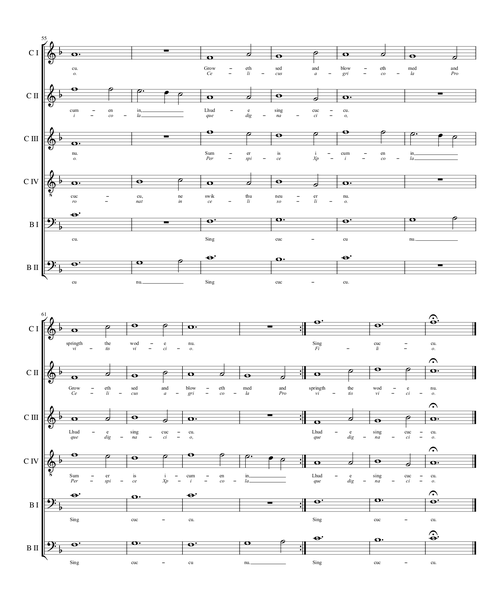 55
C I
cu. Grow- eth sed and blow- eth med and
o. Ce- li- cus a- gri- co- la Pro
C II
cum- en in, Lhud- e sing cuc- cu.
i- co- la que dig- na- ci- o,
C III
nu. Sum- er is i- cum- en in,
o. Per- spi- ce Xp- i- co- la
C IV
cuc- cu, ne swik thu nau- er nu.
ro- nat in ce- li so- li- o.
B I
cu. Sing cuc- cu nu.
B II
cu nu. Sing cuc- cu.
61
C I
springth the wod- e nu. Sing cuc- cu.
vi- tis vi- ci- o. Fi- li- o.
C II
Grow- eth sed and blow- eth med and springth the wod- e nu.
Ce- li- cus a- gri- co- la Pro vi- tis vi- ci- o.
C III
Lhud- e sing cuc- cu. Lhud- e sing cuc- cu.
que dig- na- ci- o, que dig- na- ci- o.
C IV
Sum- er is i- cum- en in, Lhud- e sing cuc- cu.
Per- spi- ce Xp- i- co- la que dig- na- ci- o.
B I
Sing cuc- cu. Sing cuc- cu.
B II
Sing cuc- cu nu. Sing cuc- cu.